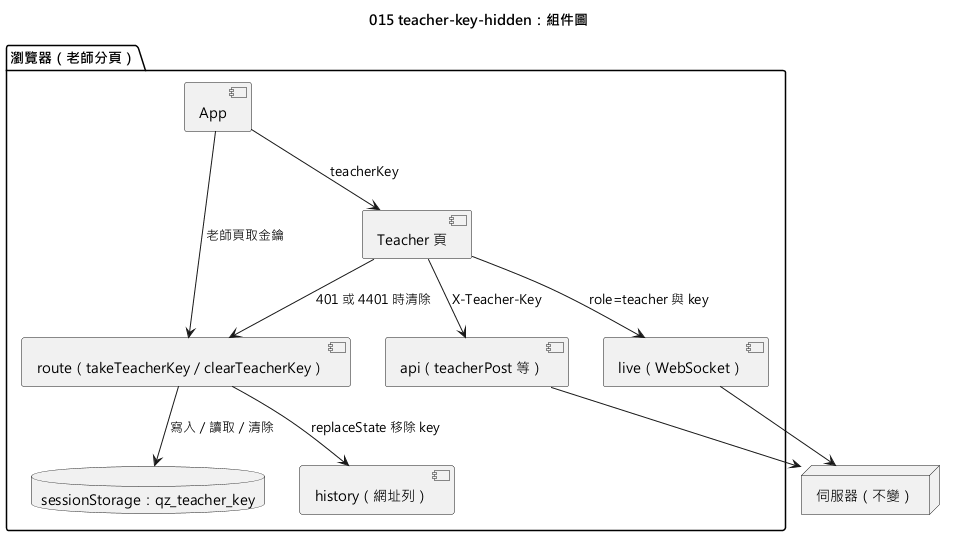 015 teacher-key-hidden：組件圖
瀏覽器（老師分頁）
App
teacherKey
老師頁取金鑰
Teacher 頁
401 或 4401 時清除
X-Teacher-Key
role=teacher 與 key
route（takeTeacherKey / clearTeacherKey）
api（teacherPost 等）
live（WebSocket）
寫入 / 讀取 / 清除
replaceState 移除 key
sessionStorage：qz_teacher_key
history（網址列）
伺服器（不變）